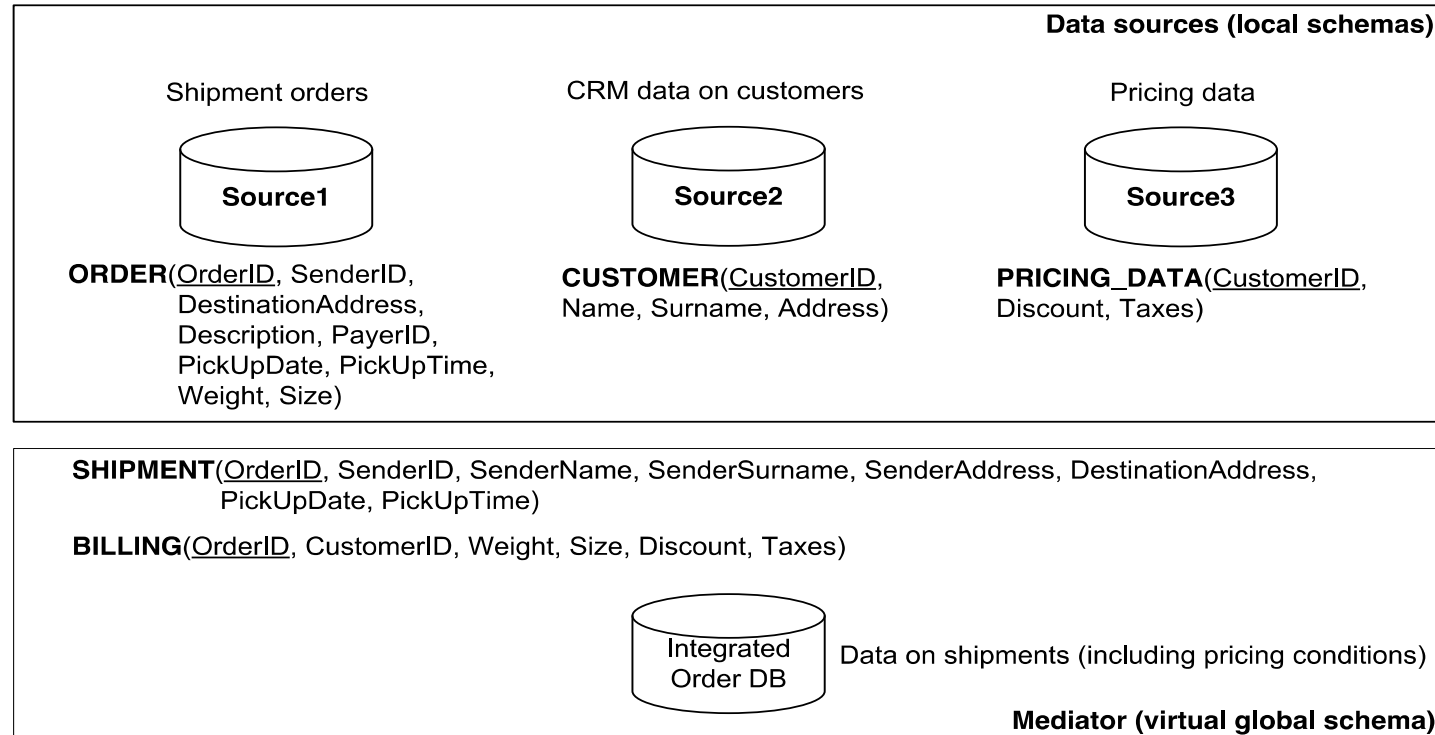 Data sources (local schemas)
Shipment orders
CRM data on customers
Pricing data
Source1
Source2
Source3
ORDER(OrderID, SenderID,
DestinationAddress,
Description, PayerID,
PickUpDate, PickUpTime,
Weight, Size)
CUSTOMER(CustomerID,
Name, Surname, Address)
PRICING_DATA(CustomerID,
Discount, Taxes)
SHIPMENT(OrderID, SenderID, SenderName, SenderSurname, SenderAddress, DestinationAddress,
PickUpDate, PickUpTime)
BILLING(OrderID, CustomerID, Weight, Size, Discount, Taxes)
Integrated
Order DB
Data on shipments (including pricing conditions)
Mediator (virtual global schema)